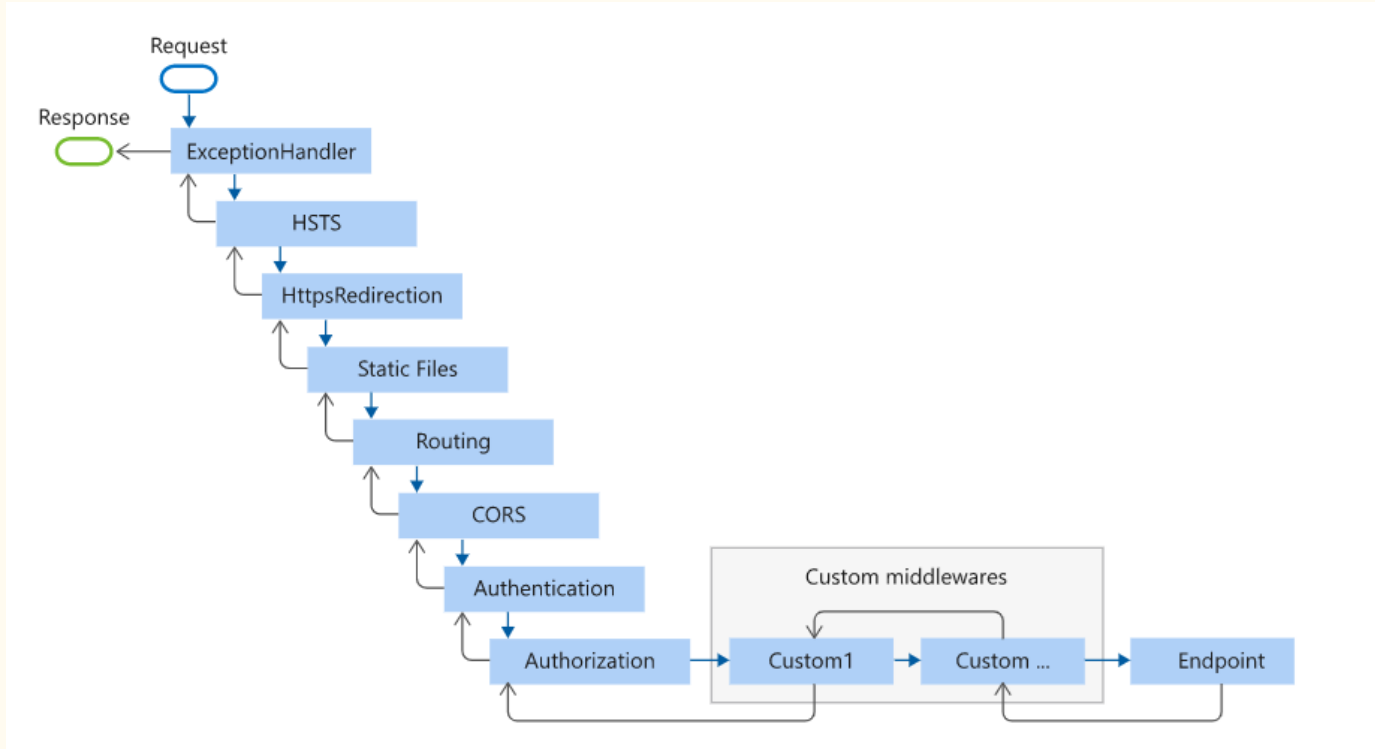 Request
Response
ExceptionHandler
HSTS
HttpsRedirection
Static Files
Routing
CORS
Authentication
Custom middlewares
Authorization
Custom1
Custom ...
Endpoint